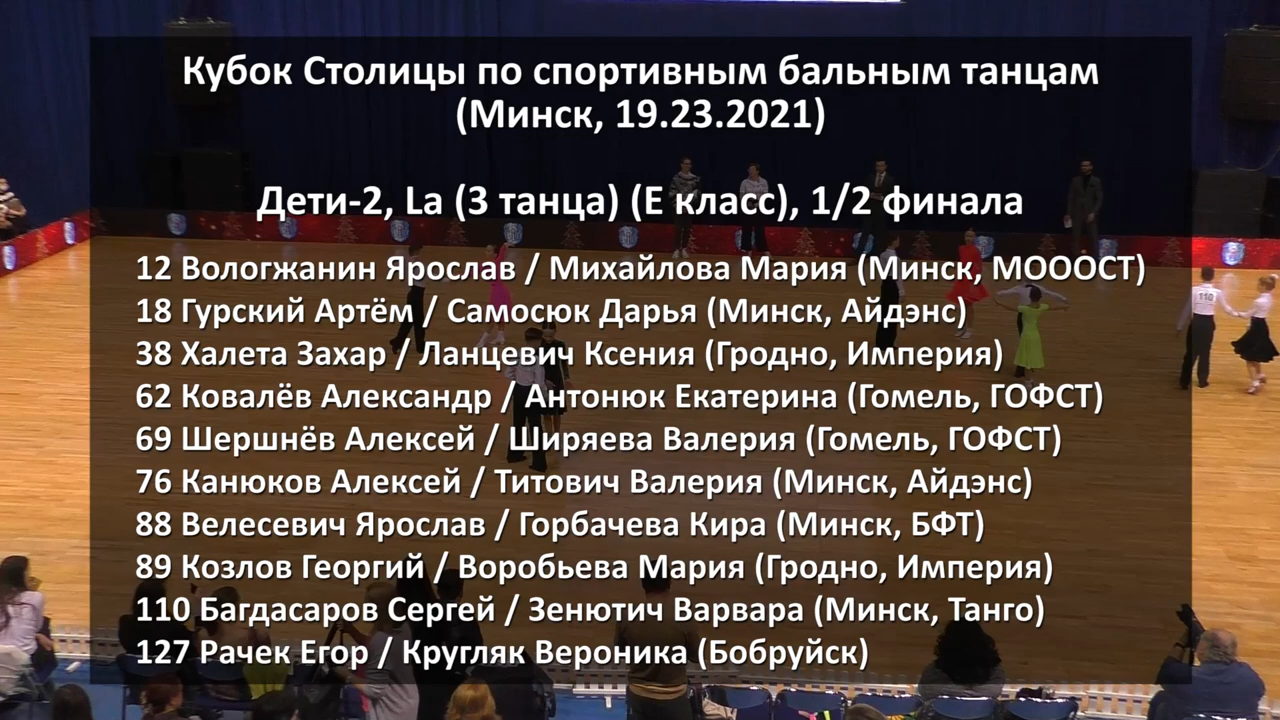 Кубок Столицы по спортивным бальным танцам
(Минск, 19.23.2021)
Дети-2, La (3 танца) (Е класс), 1/2 финала
12 Вологжанин Ярослав / Михайлова Мария (Минск, МОООСТ)
18 Гурский Артём / Самосюк Дарья (Минск, Айдэнс)
38 Халета Захар / Ланцевич Ксения (Гродно, Империя)
62 Ковалёв Александр / Антонюк Екатерина (Гомель, ГОФСТ)
69 Шершнёв Алексей / Ширяева Валерия (Гомель, ГОФСТ)
76 Канюков Алексей / Титович Валерия (Минск, Айдэнс)
88 Велесевич Ярослав / Горбачева Кира (Минск, БФТ)
89 Козлов Георгий / Воробьева Мария (Гродно, Империя)
110 Багдасаров Сергей / Зенютич Варвара (Минск, Танго)
127 Рачек Егор / Кругляк Вероника (Бобруйск)
110